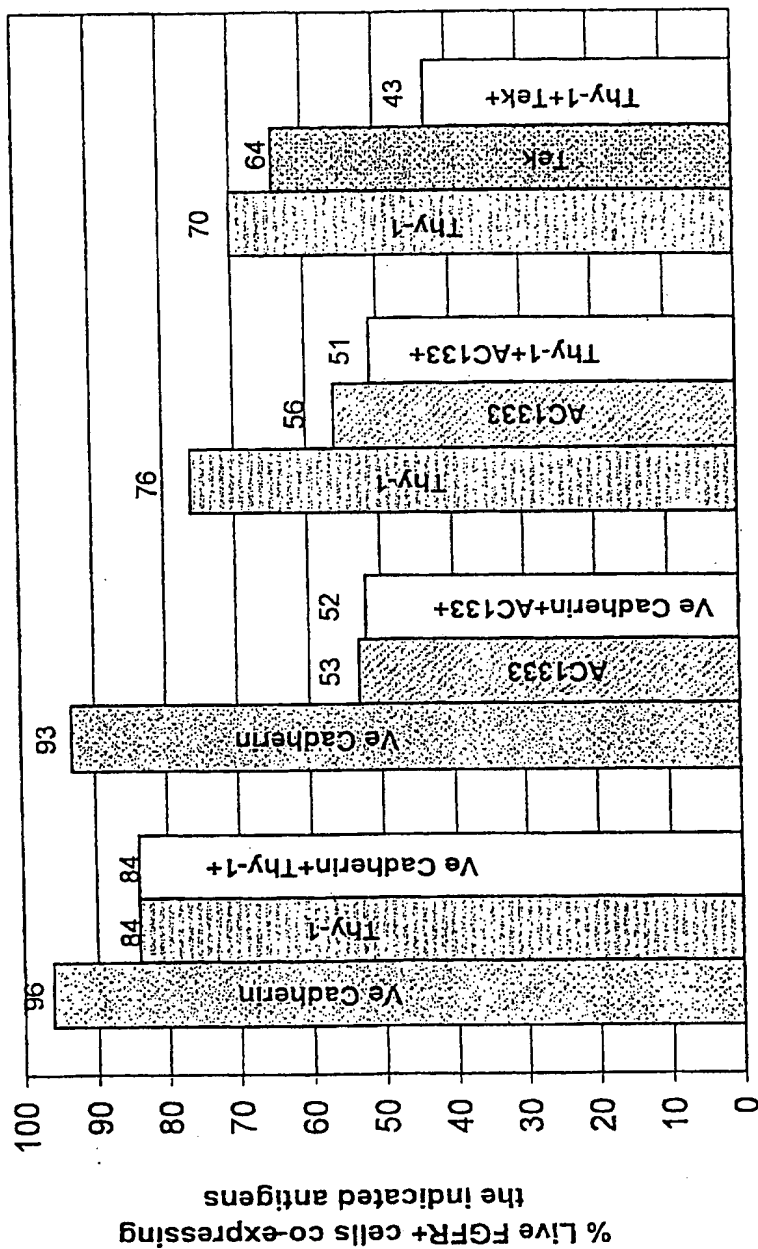 % Live FGFR+ cells co-expressing
the indicated antigens
100
90
80
70
60
50
40
30
20
10
0
96
Ve Cadherin
84
Thy-1
84
Ve Cadherin+Thy-1+
93
Ve Cadherin
53
AC1333
52
Ve Cadherin+AC133+
76
Thy-1
56
AC1333
51
Thy-1+AC133+
70
Thy-1
64
Tek
43
Thy-1+Tek+